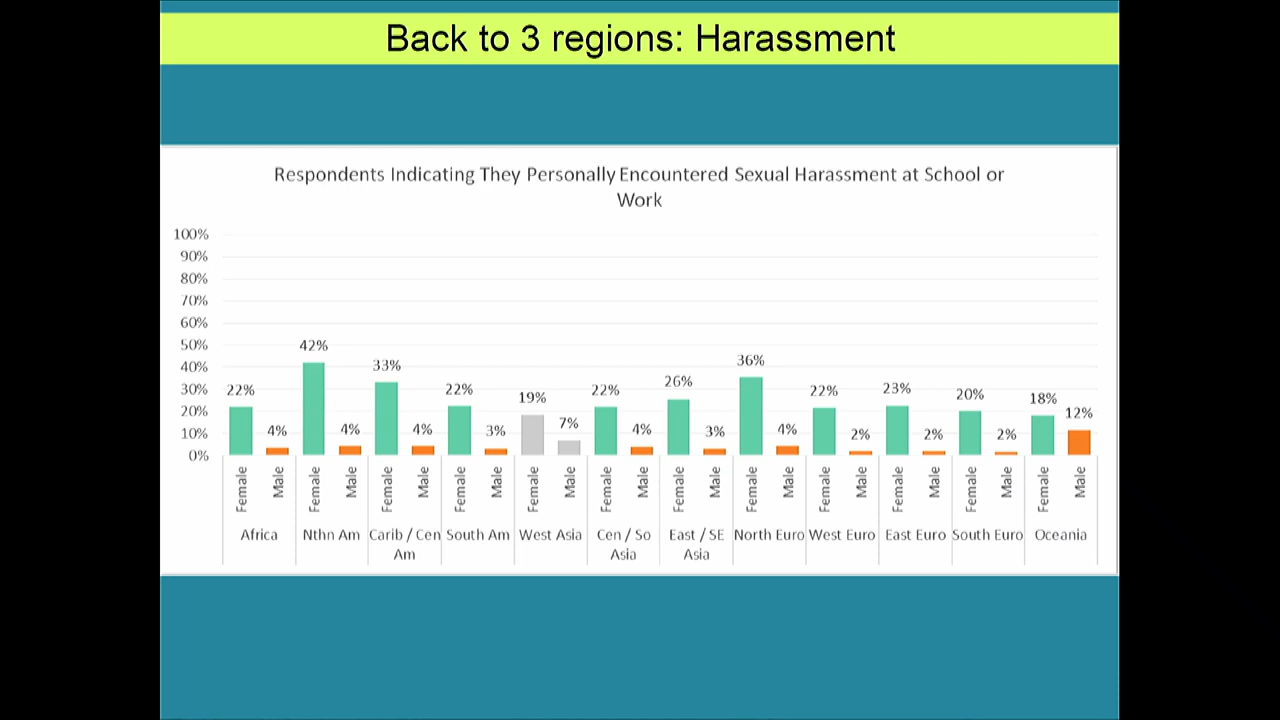 Back to 3 regions: Harassment
Respondents Indicating They Personally Encountered Sexual Harassment at School or
Work
100%
90%
80%
70%
60%
50%
40%
30%
20%
10%
0%
22% 4% 42% 4% 33% 4% 22% 3% 19% 7% 22% 4% 26% 3% 36% 4% 22% 2% 23% 2% 20% 2% 18% 12%
Female Male Female Male Female Male Female Male Female Male Female Male Female Male Female Male Female Male Female Male Female Male Female Male
Africa Nthn Am Carib / Cen South Am West Asia Cen / So East / SE North Euro West Euro East Euro South Euro Oceania
Am Asia Asia